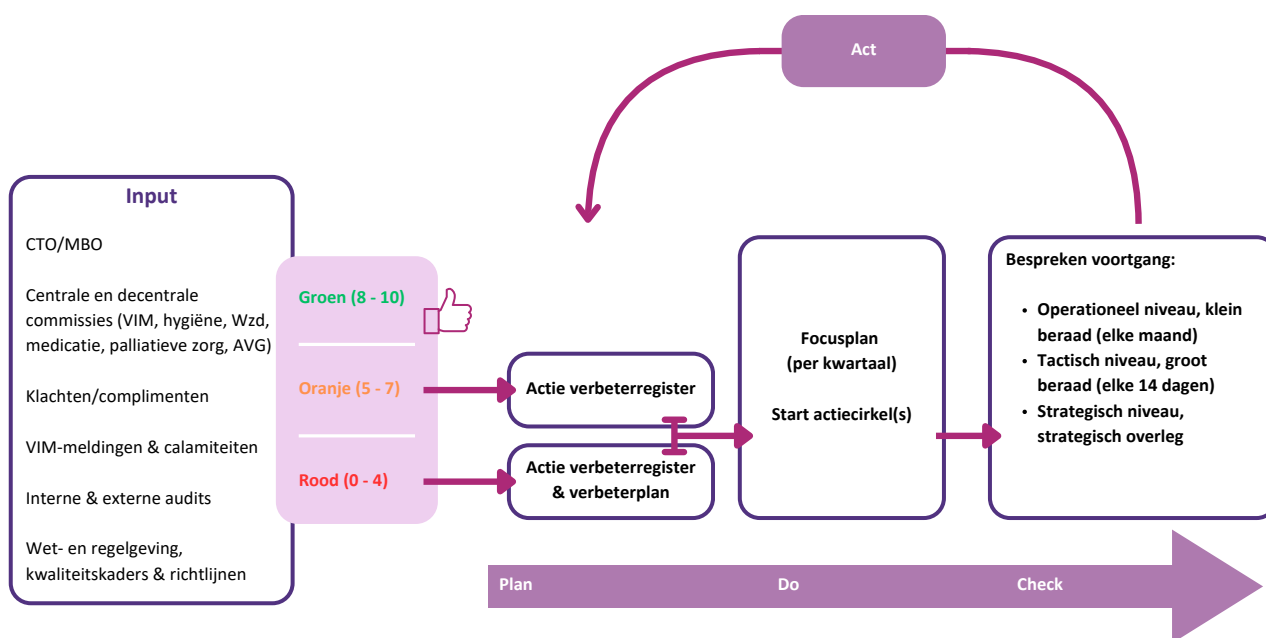 Act
Input
CTO/MBO
Centrale en decentrale
commissies (VIM, hygiëne, Wzd,
medicatie, palliatieve zorg, AVG)
Klachten/complimenten
VIM-meldingen & calamiteiten
Interne & externe audits
Wet- en regelgeving,
kwaliteitskaders & richtlijnen
Groen (8 - 10)
Oranje (5 - 7)
Rood (0 - 4)
Actie verbeterregister
Actie verbeterregister
& verbeterplan
Focusplan
(per kwartaal)
Start actiecirkel(s)
Bespreken voortgang:
• Operationeel niveau, klein
beraad (elke maand)
• Tactisch niveau, groot
beraad (elke 14 dagen)
• Strategisch niveau,
strategisch overleg
Plan
Do
Check